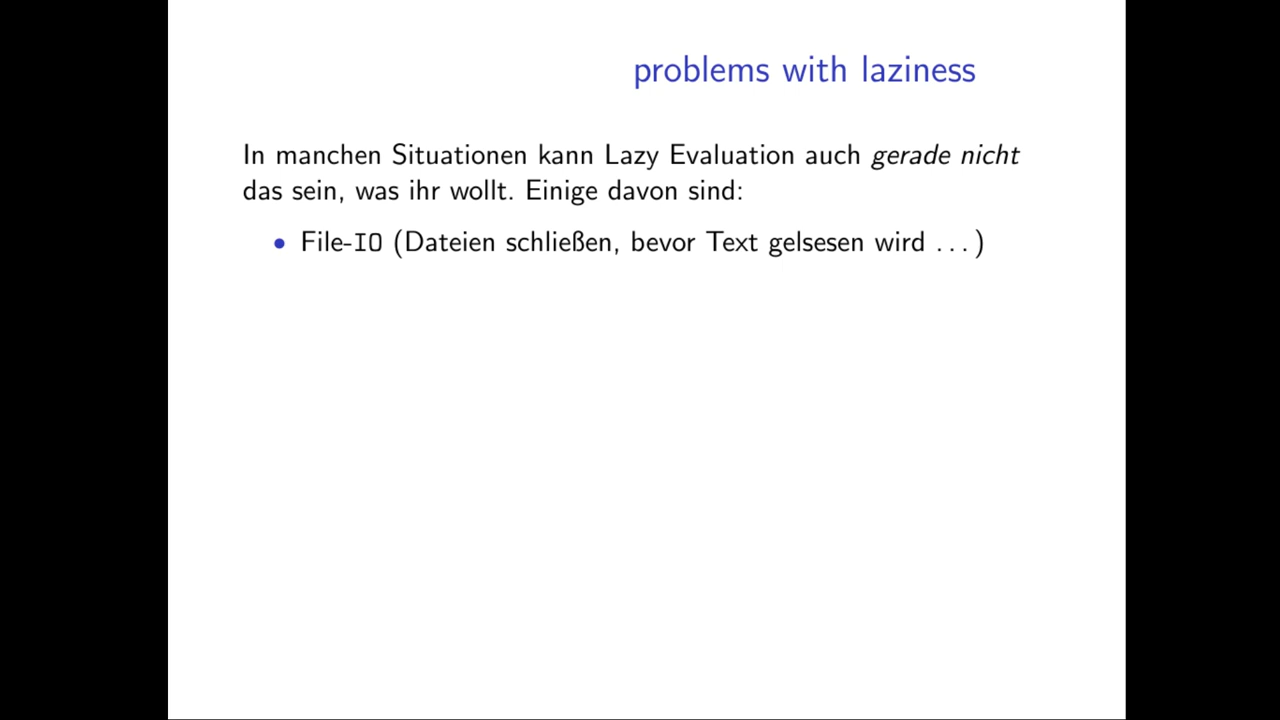 problems with laziness
In manchen Situationen kann Lazy Evaluation auch gerade nicht
das sein, was ihr wollt. Einige davon sind:
• File-IO (Dateien schließen, bevor Text gelsesen wird ...)